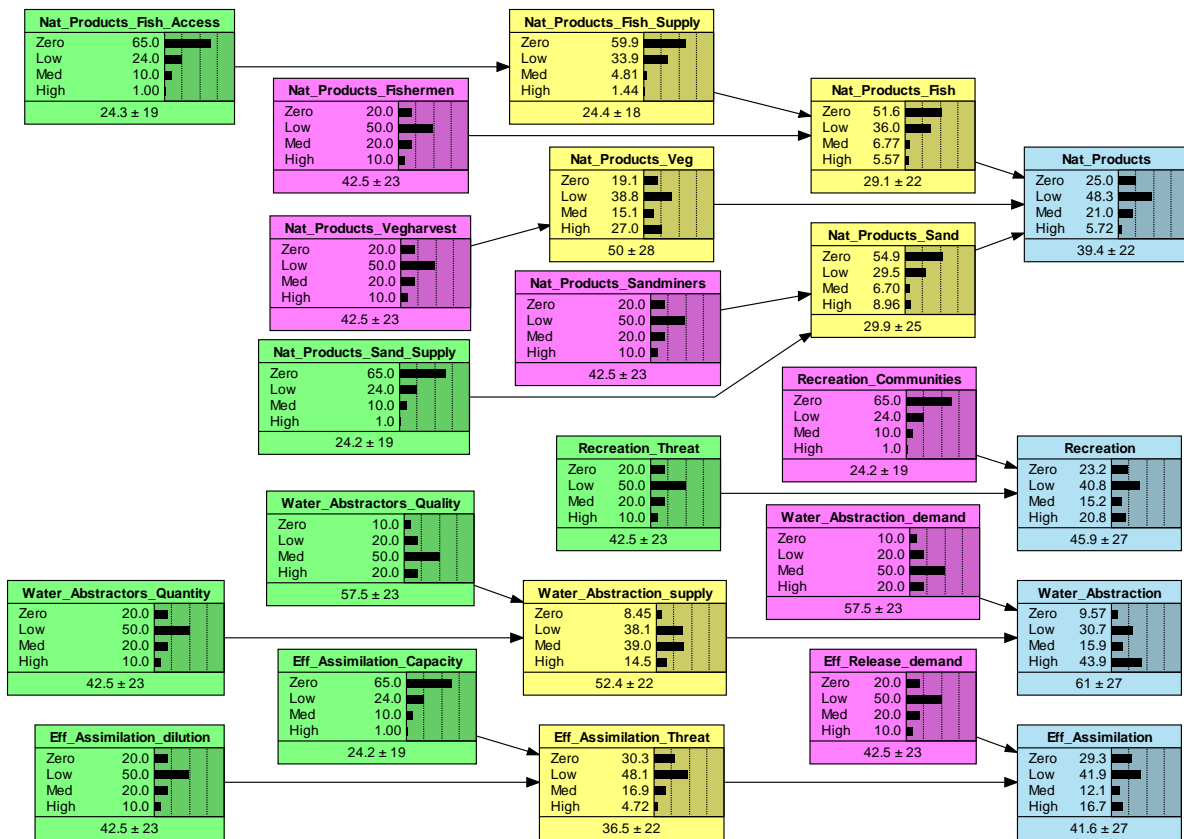 Nat_Products_Fish_Access
Zero 65.0
Low 24.0
Med 10.0
High 1.00
24.3 ± 19
Nat_Products_Fish_Supply
Zero 59.9
Low 33.9
Med 4.81
High 1.44
24.4 ± 18
Nat_Products_Fishermen
Zero 20.0
Low 50.0
Med 20.0
High 10.0
42.5 ± 23
Nat_Products_Fish
Zero 51.6
Low 36.0
Med 6.77
High 5.57
29.1 ± 22
Nat_Products_Veg
Zero 19.1
Low 38.8
Med 15.1
High 27.0
50 ± 28
Nat_Products
Zero 25.0
Low 48.3
Med 21.0
High 5.72
39.4 ± 22
Nat_Products_Vegharvest
Zero 20.0
Low 50.0
Med 20.0
High 10.0
42.5 ± 23
Nat_Products_Sand
Zero 54.9
Low 29.5
Med 6.70
High 8.96
29.9 ± 25
Nat_Products_Sandminers
Zero 20.0
Low 50.0
Med 20.0
High 10.0
42.5 ± 23
Nat_Products_Sand_Supply
Zero 65.0
Low 24.0
Med 10.0
High 1.0
24.2 ± 19
Recreation_Communities
Zero 65.0
Low 24.0
Med 10.0
High 1.0
24.2 ± 19
Recreation_Threat
Zero 20.0
Low 50.0
Med 20.0
High 10.0
42.5 ± 23
Recreation
Zero 23.2
Low 40.8
Med 15.2
High 20.8
45.9 ± 27
Water_Abstractors_Quality
Zero 10.0
Low 20.0
Med 50.0
High 20.0
57.5 ± 23
Water_Abstraction_demand
Zero 10.0
Low 20.0
Med 50.0
High 20.0
57.5 ± 23
Water_Abstractors_Quantity
Zero 20.0
Low 50.0
Med 20.0
High 10.0
42.5 ± 23
Water_Abstraction_supply
Zero 8.45
Low 38.1
Med 39.0
High 14.5
52.4 ± 22
Water_Abstraction
Zero 9.57
Low 30.7
Med 15.9
High 43.9
61 ± 27
Eff_Assimilation_Capacity
Zero 65.0
Low 24.0
Med 10.0
High 1.00
24.2 ± 19
Eff_Release_demand
Zero 20.0
Low 50.0
Med 20.0
High 10.0
42.5 ± 23
Eff_Assimilation_dilution
Zero 20.0
Low 50.0
Med 20.0
High 10.0
42.5 ± 23
Eff_Assimilation_Threat
Zero 30.3
Low 48.1
Med 16.9
High 4.72
36.5 ± 22
Eff_Assimilation
Zero 29.3
Low 41.9
Med 12.1
High 16.7
41.6 ± 27